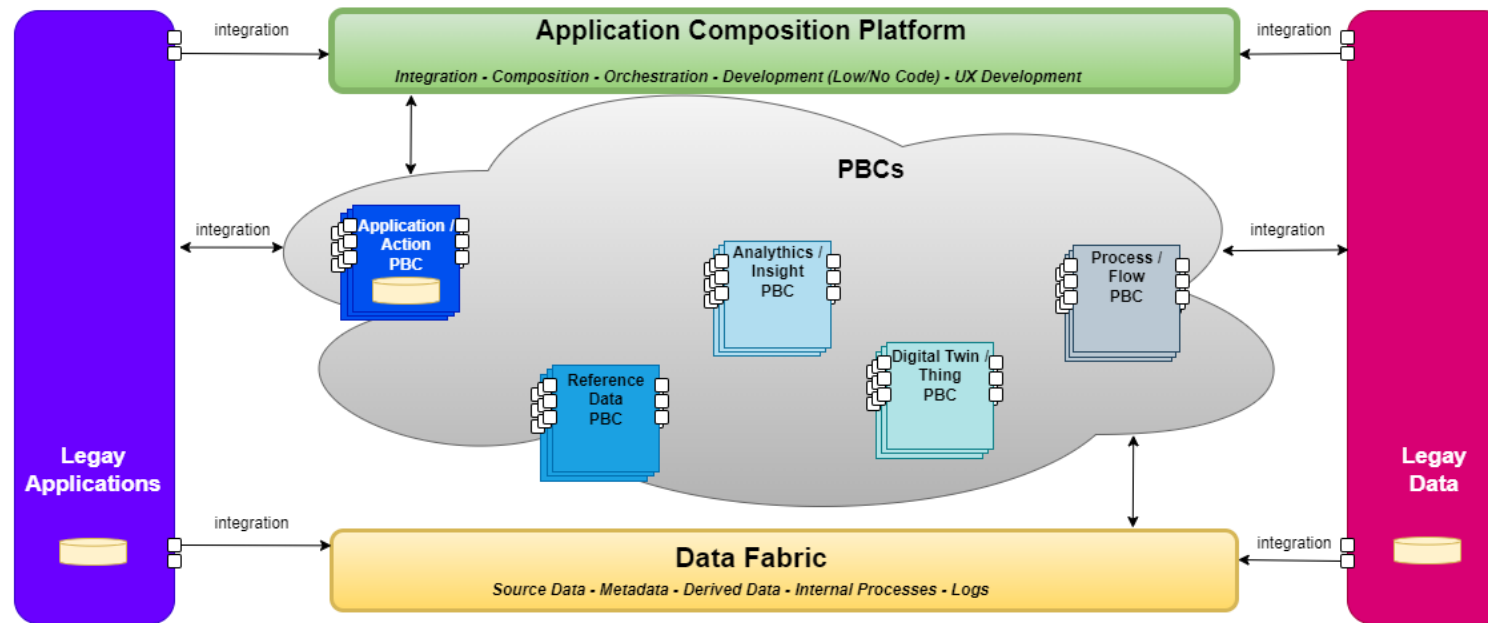 integration
Application Composition Platform
integration
Integration - Composition - Orchestration - Development (Low/No Code) - UX Development
PBCs
integration
Application /
Action
PBC
Analythics /
Insight
PBC
Process /
Flow
PBC
integration
Reference
Data
PBC
Digital Twin /
Thing
PBC
Legay
Applications
Legay
Data
integration
Data Fabric
integration
Source Data - Metadata - Derived Data - Internal Processes - Logs